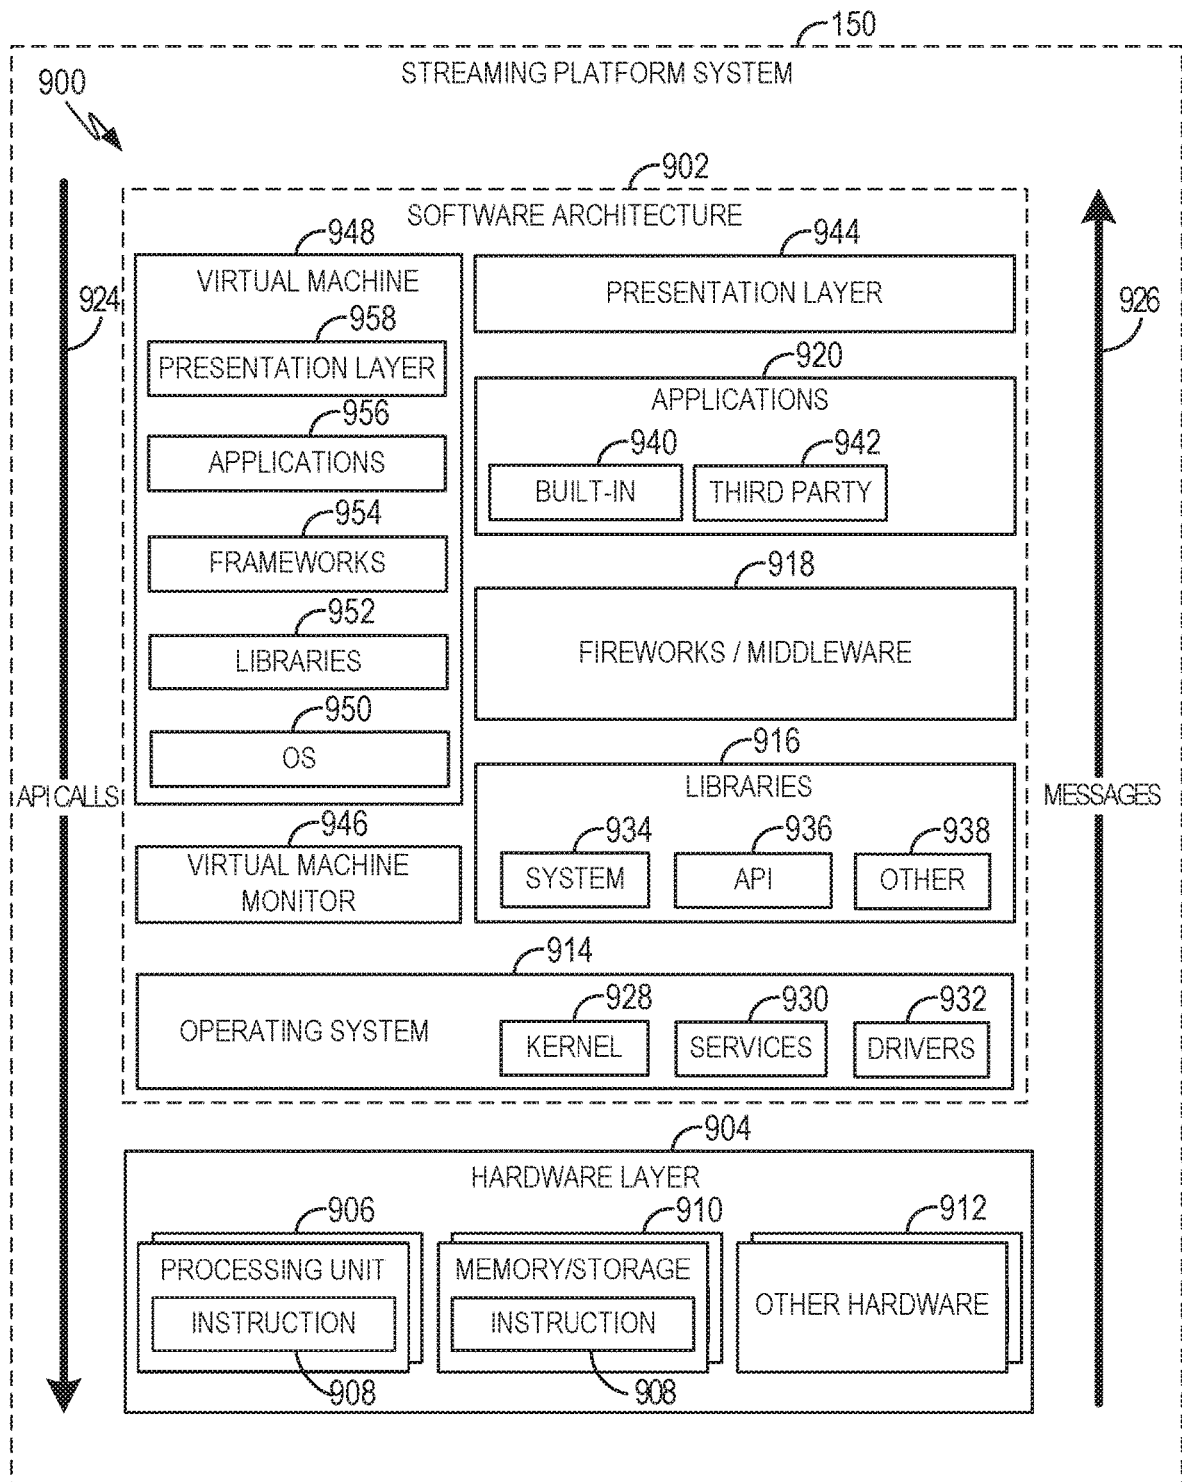 150
STREAMING PLATFORM SYSTEM
900
902
SOFTWARE ARCHITECTURE
948
VIRTUAL MACHINE
944
PRESENTATION LAYER
924
926
958
PRESENTATION LAYER
920
APPLICATIONS
956
APPLICATIONS
940
BUILT-IN
942
THIRD PARTY
954
FRAMEWORKS
918
FIREWORKS / MIDDLEWARE
952
LIBRARIES
950
OS
916
LIBRARIES
API CALLS
MESSAGES
946
VIRTUAL MACHINE
MONITOR
934
SYSTEM
936
API
938
OTHER
914
OPERATING SYSTEM
928
KERNEL
930
SERVICES
932
DRIVERS
904
HARDWARE LAYER
906
PROCESSING UNIT
INSTRUCTION
908
910
MEMORY/STORAGE
INSTRUCTION
908
912
OTHER HARDWARE